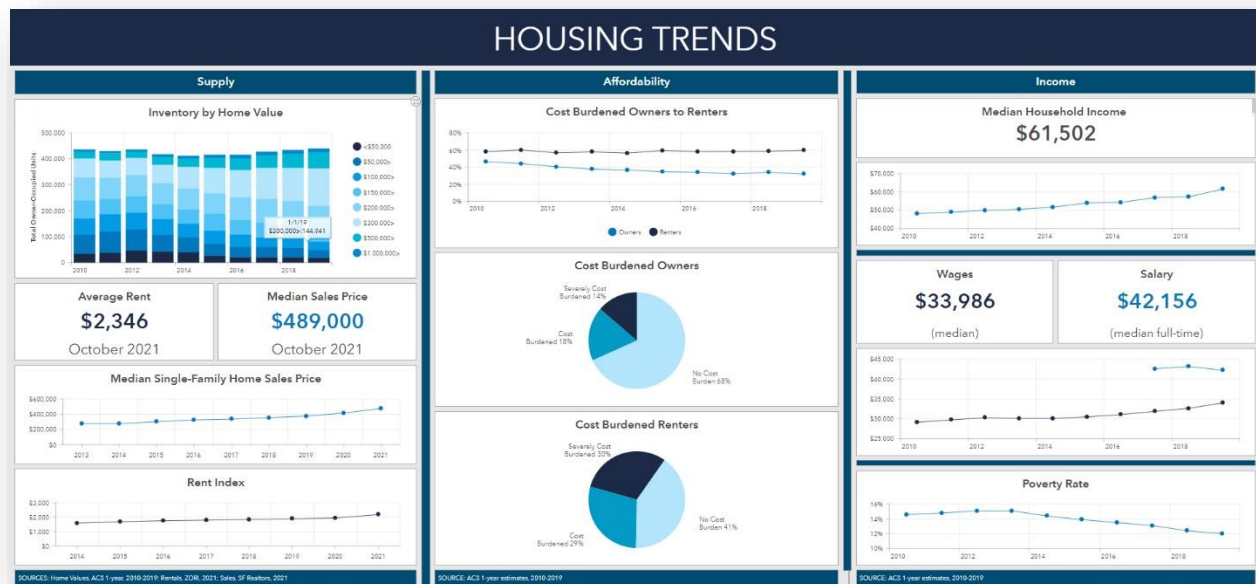 HOUSING TRENDS
Supply
Inventory by Home Value
Total Owner-Occupied Units
500,000
400,000
300,000
200,000
100,000
0
2010
2012
2014
2016
2018
1/1/19
$300,000>:144,941
<$50,000
$50,000>
$100,000>
$150,000>
$200,000>
$300,000>
$500,000>
$1,000,000>
Average Rent
$2,346
October 2021
Median Sales Price
$489,000
October 2021
Median Single-Family Home Sales Price
$600,000
$400,000
$200,000
$0
2013
2014
2015
2016
2017
2018
2019
2020
2021
Rent Index
$3,000
$2,000
$1,000
$0
2014
2015
2016
2017
2018
2019
2020
2021
SOURCES: Home Values, ACS 1-year, 2010-2019; Rentals, ZORI, 2021; Sales, SF Realtors, 2021
Affordability
Cost Burdened Owners to Renters
80%
60%
40%
20%
0%
2010
2012
2014
2016
2018
Owners
Renters
Cost Burdened Owners
Severely Cost
Burdened 14%
Cost
Burdened 18%
No Cost
Burden 68%
Cost Burdened Renters
Severely Cost
Burdened 30%
Cost
Burdened 29%
No Cost
Burden 41%
SOURCE: ACS 1-year estimates, 2010-2019
Income
Median Household Income
$61,502
$70,000
$60,000
$50,000
$40,000
2010
2012
2014
2016
2018
Wages
$33,986
(median)
Salary
$42,156
(median full-time)
$45,000
$40,000
$35,000
$30,000
$25,000
2010
2012
2014
2016
2018
Poverty Rate
16%
14%
12%
10%
2010
2012
2014
2016
2018
SOURCE: ACS 1-year estimates, 2010-2019